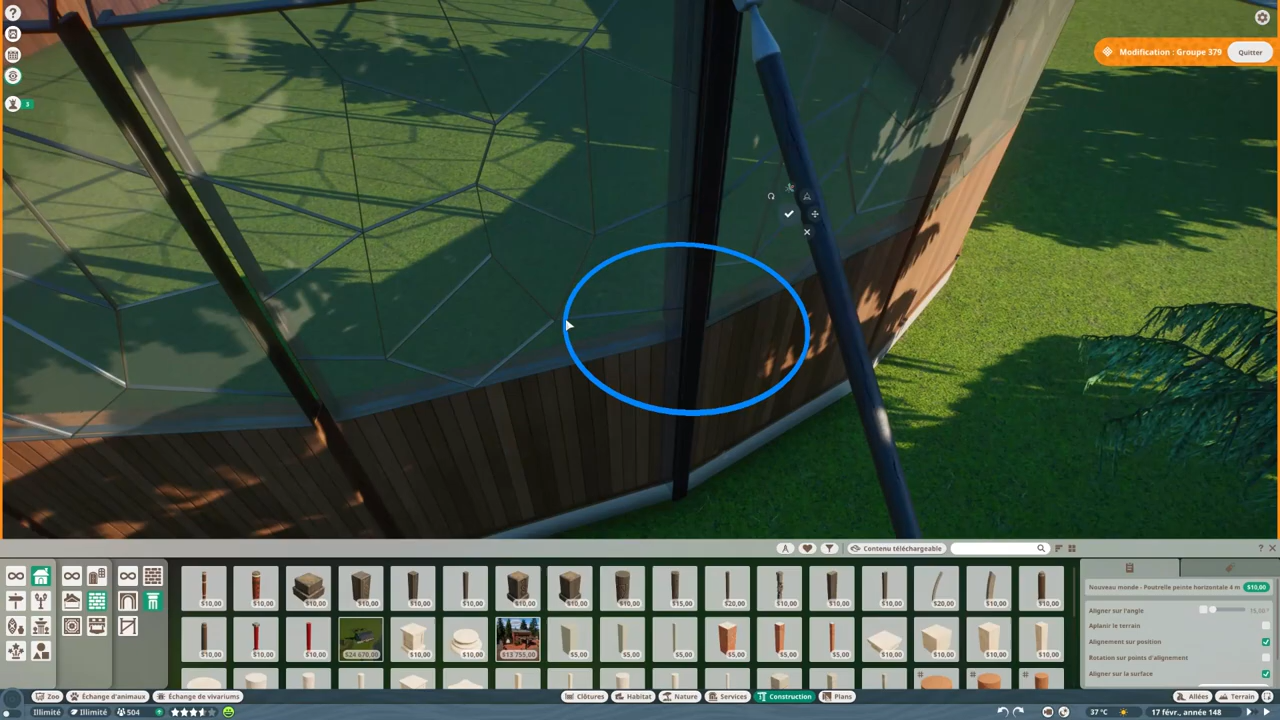 ?
3
Modification : Groupe 379
Quitter
Contenu téléchargeable
? ×
$10,00 $10,00 $10,00 $10,00 $10,00 $10,00 $10,00 $10,00 $10,00 $15,00 $20,00 $10,00 $10,00 $10,00 $20,00 $10,00 $10,00
$10,00 $10,00 $10,00 $24 670,00 $10,00 $10,00 $13 755,00 $5,00 $5,00 $5,00 $5,00 $5,00 $5,00 $10,00 $10,00 $10,00 $10,00
Nouveau monde - Poutrelle peinte horizontale 4 m $10,00
Aligner sur l'angle
Aplanir le terrain
Alignement sur position
Rotation sur points d'alignement
Aligner sur la surface
Zoo Échange d'animaux Échange de vivariums Clôtures Habitat Nature Services Construction Plans Allées Terrain
Illimité Illimité 504 37 °C 17 févr., année 148